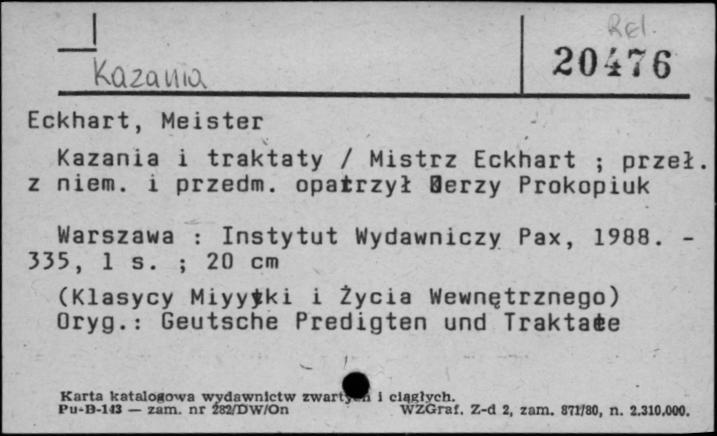 Rel.
20476
Kazania
Eckhart, Meister
Kazania i traktaty / Mistrz Eckhart ; przeł.
z niem. i przedm. opatrzył Jerzy Prokopiuk
Warszawa : Instytut Wydawniczy Pax, 1988. -
335, 1 s. ; 20 cm
(Klasycy Miyytki i Życia Wewnętrznego)
Oryg.: Geutsche Predigten und Traktate
Karta katalogowa wydawnictw zwartych i ciągłych.
Pu-B-143 — zam. nr 282/DW/On WZGraf. Z-d 2, zam. 871/80, n. 2.310.000.